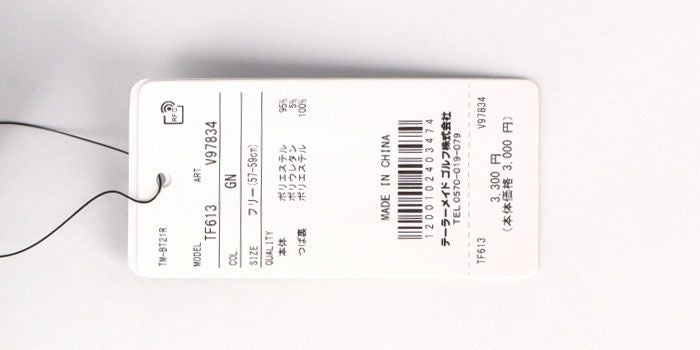 RFID
TM-BT21R
MODEL ART
TF613 V97834
COL GN
SIZE フリー(57-59cm)
QUALITY
本体 ポリエステル 95%
ポリウレタン 5%
つば裏 ポリエステル 100%
MADE IN CHINA
1200102403474
テーラーメイド ゴルフ株式会社
TEL.0570-019-079
TF613 V97834
3,300 円
(本体価格 3,000 円)